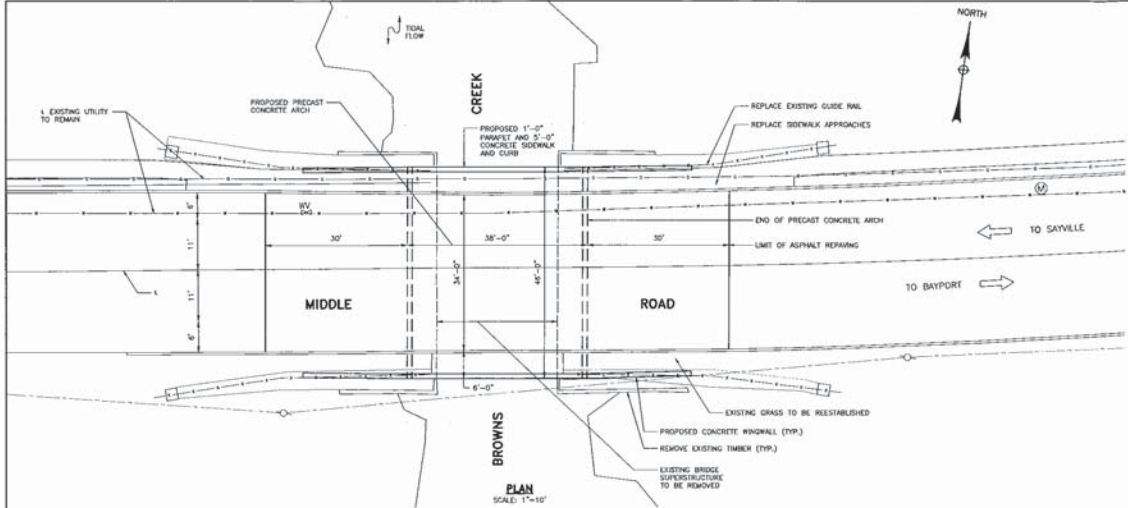 TIDAL
FLOW
NORTH
CREEK
PROPOSED PRECAST
CONCRETE ARCH
℄ EXISTING UTILITY
TO REMAIN
PROPOSED 1'-0"
PARAPET AND 5'-0"
CONCRETE SIDEWALK
AND CURB
REPLACE EXISTING GUIDE RAIL
REPLACE SIDEWALK APPROACHES
M
WV
6'
END OF PRECAST CONCRETE ARCH
30'
38'-0"
30'
LIMIT OF ASPHALT REPAVING
TO SAYVILLE
11'
34'-0"
46'-0"
℄
11'
MIDDLE
ROAD
TO BAYPORT
6'
6'-0"
EXISTING GRASS TO BE REESTABLISHED
PROPOSED CONCRETE WINGWALL (TYP.)
REMOVE EXISTING TIMBER (TYP.)
BROWNS
EXISTING BRIDGE
SUPERSTRUCTURE
TO BE REMOVED
PLAN
SCALE: 1"=10'